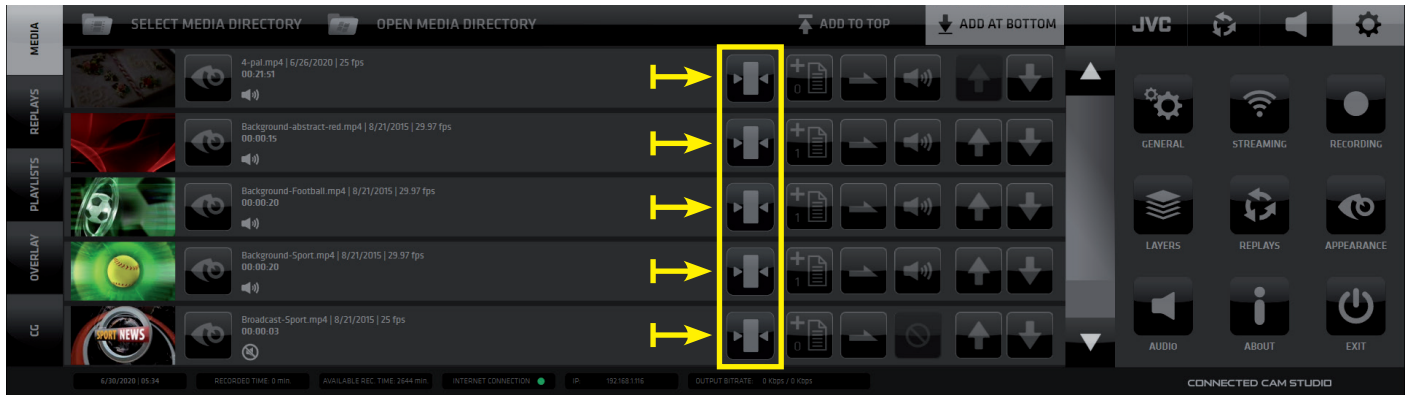 MEDIA
REPLAYS
PLAYLISTS
OVERLAY
CG
SELECT MEDIA DIRECTORY
OPEN MEDIA DIRECTORY
ADD TO TOP
ADD AT BOTTOM
4-pal.mp4 | 6/26/2020 | 25 fps
00:21:51
0
Background-abstract-red.mp4 | 8/21/2015 | 29.97 fps
00:00:15
1
Background-Football.mp4 | 8/21/2015 | 29.97 fps
00:00:20
1
Background-Sport.mp4 | 8/21/2015 | 29.97 fps
00:00:20
1
SPORT NEWS
Broadcast-Sport.mp4 | 8/21/2015 | 25 fps
00:00:03
0
JVC
GENERAL
STREAMING
RECORDING
LAYERS
REPLAYS
APPEARANCE
AUDIO
ABOUT
EXIT
6/30/2020 | 05:34
RECORDED TIME: 0 min.
AVAILABLE REC. TIME: 2644 min.
INTERNET CONNECTION
IP: 192.168.1.116
OUTPUT BITRATE: 0 Kbps / 0 Kbps
CONNECTED CAM STUDIO